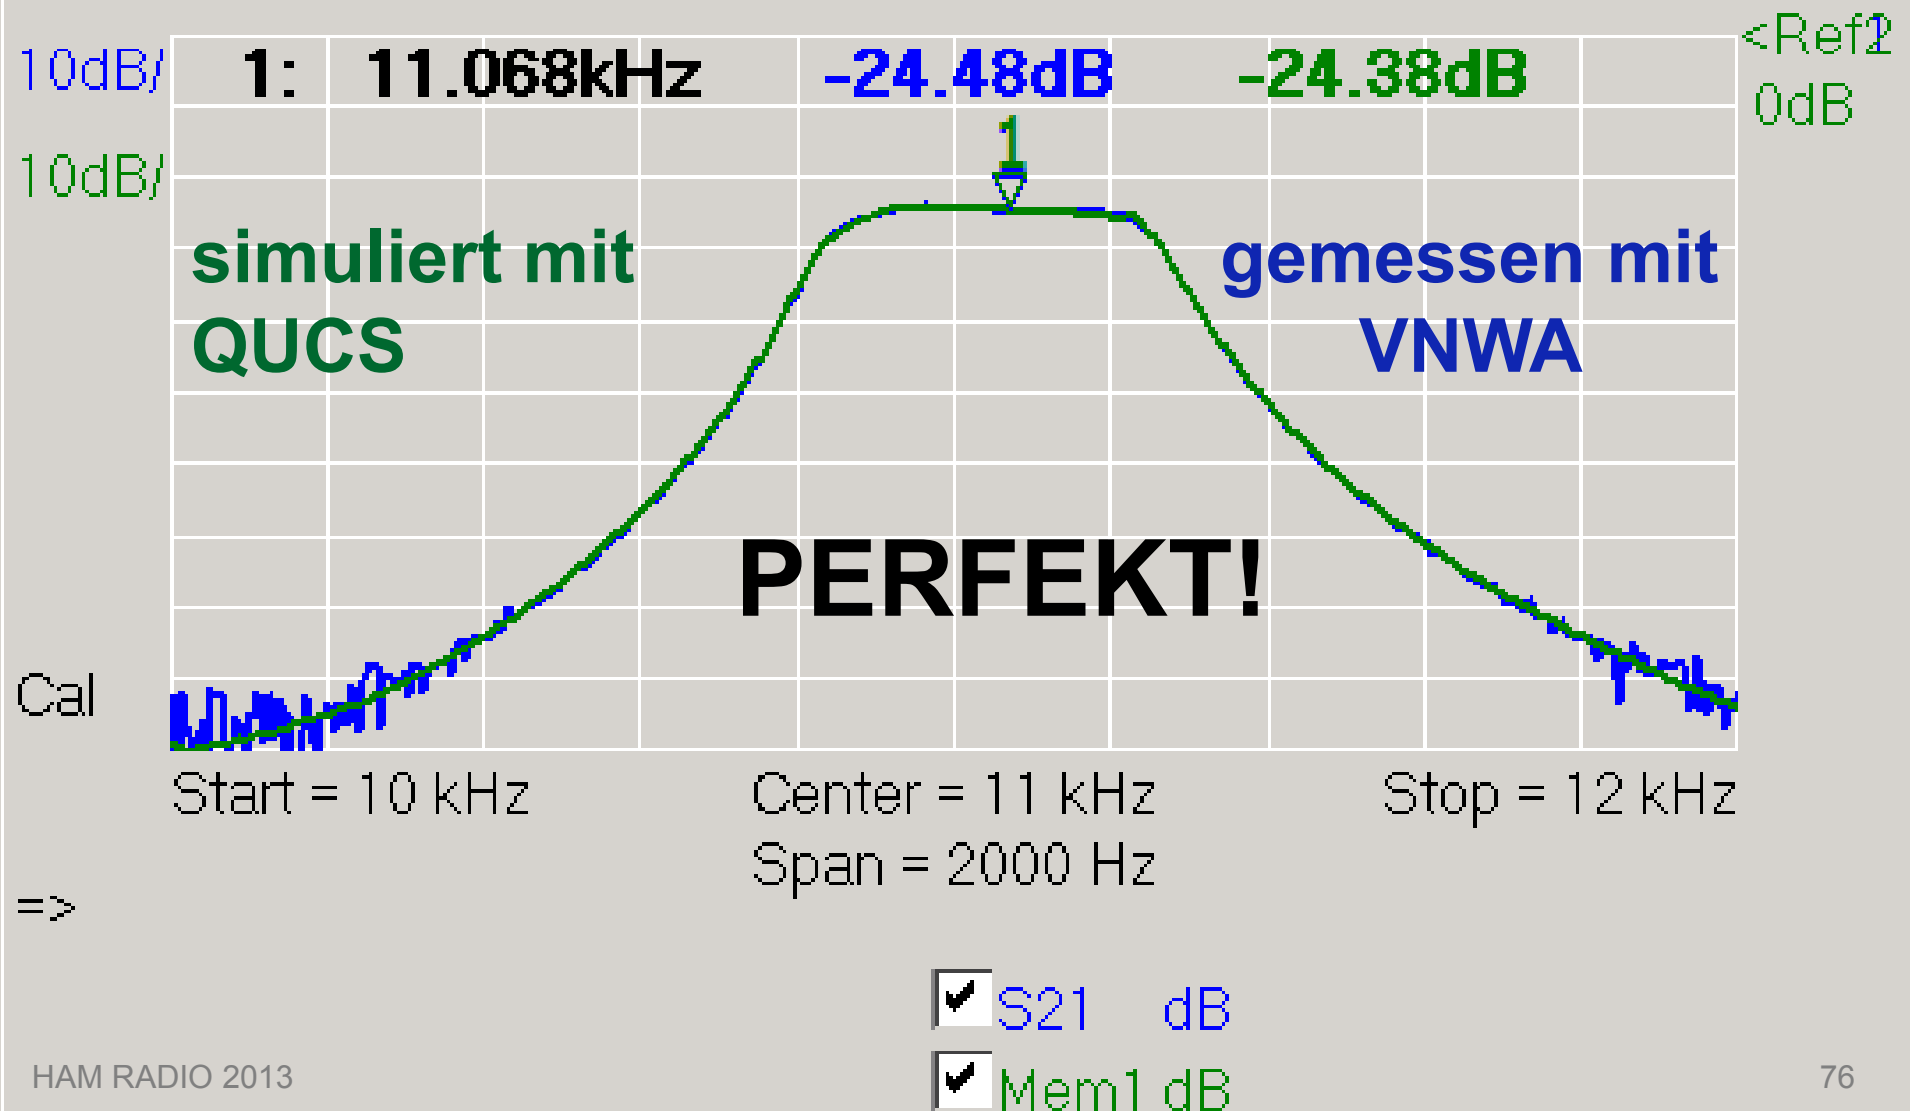 <Ref2
10dB/ 1: 11.068kHz -24.48dB -24.38dB
0dB
1
10dB/
simuliert mit
QUCS
gemessen mit
VNWA
PERFEKT!
Cal
Start = 10 kHz Center = 11 kHz Stop = 12 kHz
Span = 2000 Hz
=>
S21 dB
Mem1 dB
HAM RADIO 2013 76